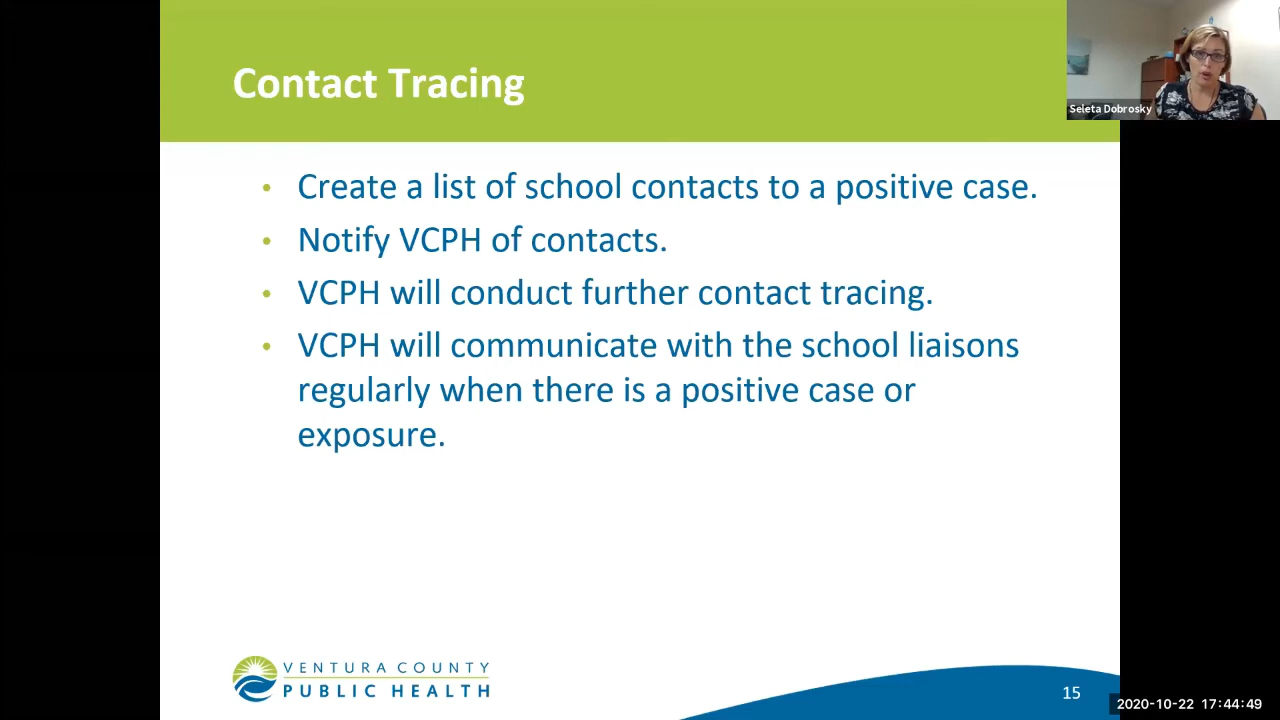 Contact Tracing
Seleta Dobrosky
• Create a list of school contacts to a positive case.
• Notify VCPH of contacts.
• VCPH will conduct further contact tracing.
• VCPH will communicate with the school liaisons
regularly when there is a positive case or
exposure.
VENTURA COUNTY
PUBLIC HEALTH
15
2020-10-22 17:44:49